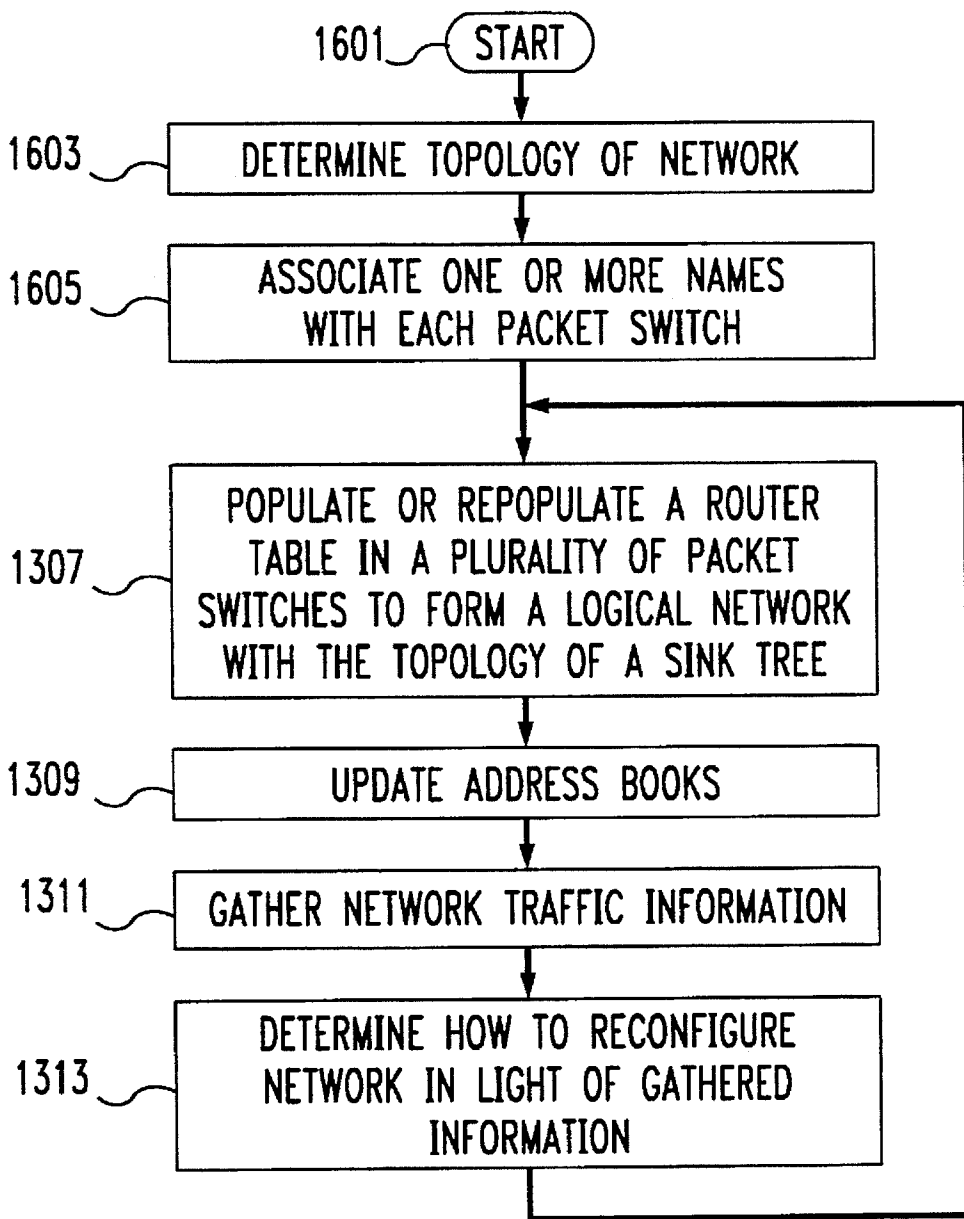 1601 START
1603 DETERMINE TOPOLOGY OF NETWORK
1605 ASSOCIATE ONE OR MORE NAMES
WITH EACH PACKET SWITCH
POPULATE OR REPOPULATE A ROUTER
1307 TABLE IN A PLURALITY OF PACKET
SWITCHES TO FORM A LOGICAL NETWORK
WITH THE TOPOLOGY OF A SINK TREE
1309 UPDATE ADDRESS BOOKS
1311 GATHER NETWORK TRAFFIC INFORMATION
DETERMINE HOW TO RECONFIGURE
1313 NETWORK IN LIGHT OF GATHERED
INFORMATION